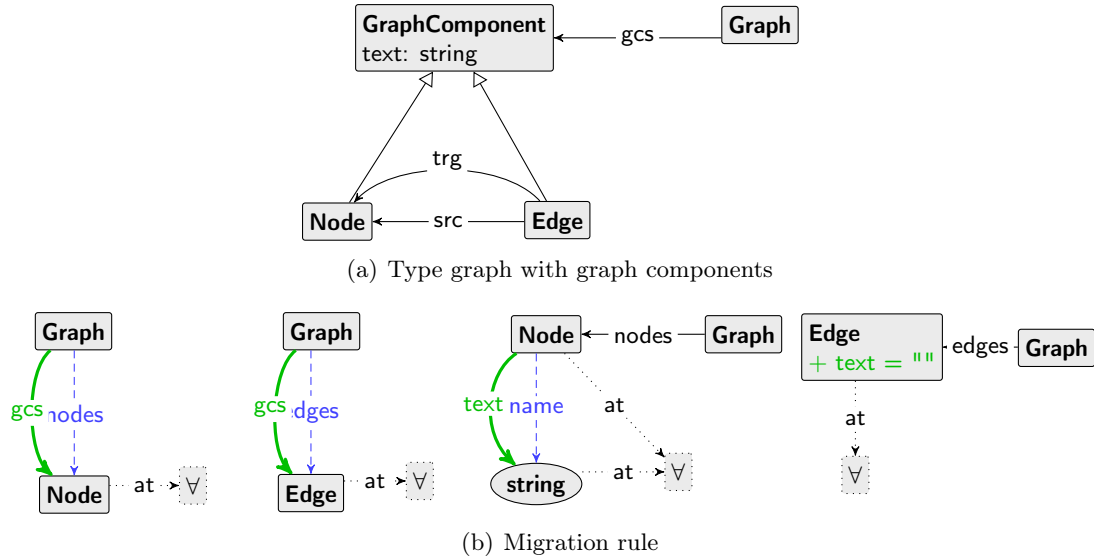 GraphComponent
text: string
gcs
Graph
trg
Node
src
Edge
(a) Type graph with graph components
Graph
gcs
nodes
Node
at
∀
Graph
gcs
edges
Edge
at
∀
Node
nodes
Graph
text
name
at
string
at
∀
Edge
+ text = ""
edges
Graph
at
∀
(b) Migration rule